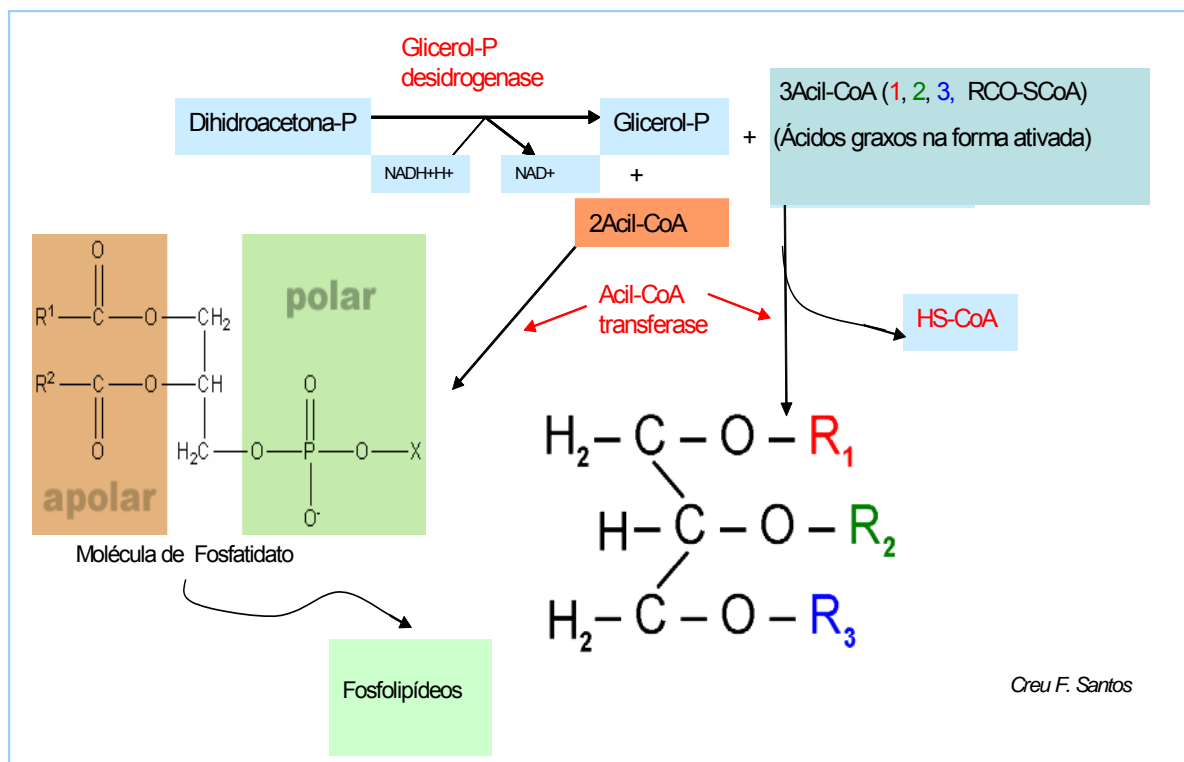 Glicerol-P
desidrogenase
3Acil-CoA (1, 2, 3, RCO-SCoA)
(Ácidos graxos na forma ativada)
Dihidroacetona-P
Glicerol-P
+
NADH+H+
NAD+
+
2Acil-CoA
Acil-CoA
transferase
HS-CoA
polar
apolar
O
R1—C—O—CH2
R2—C—O—CH
O
O
H2C—O—P—O—X
O-
Molécula de Fosfatidato
Fosfolipídeos
H2–C–O–R1
H–C–O–R2
H2–C–O–R3
Creu F. Santos